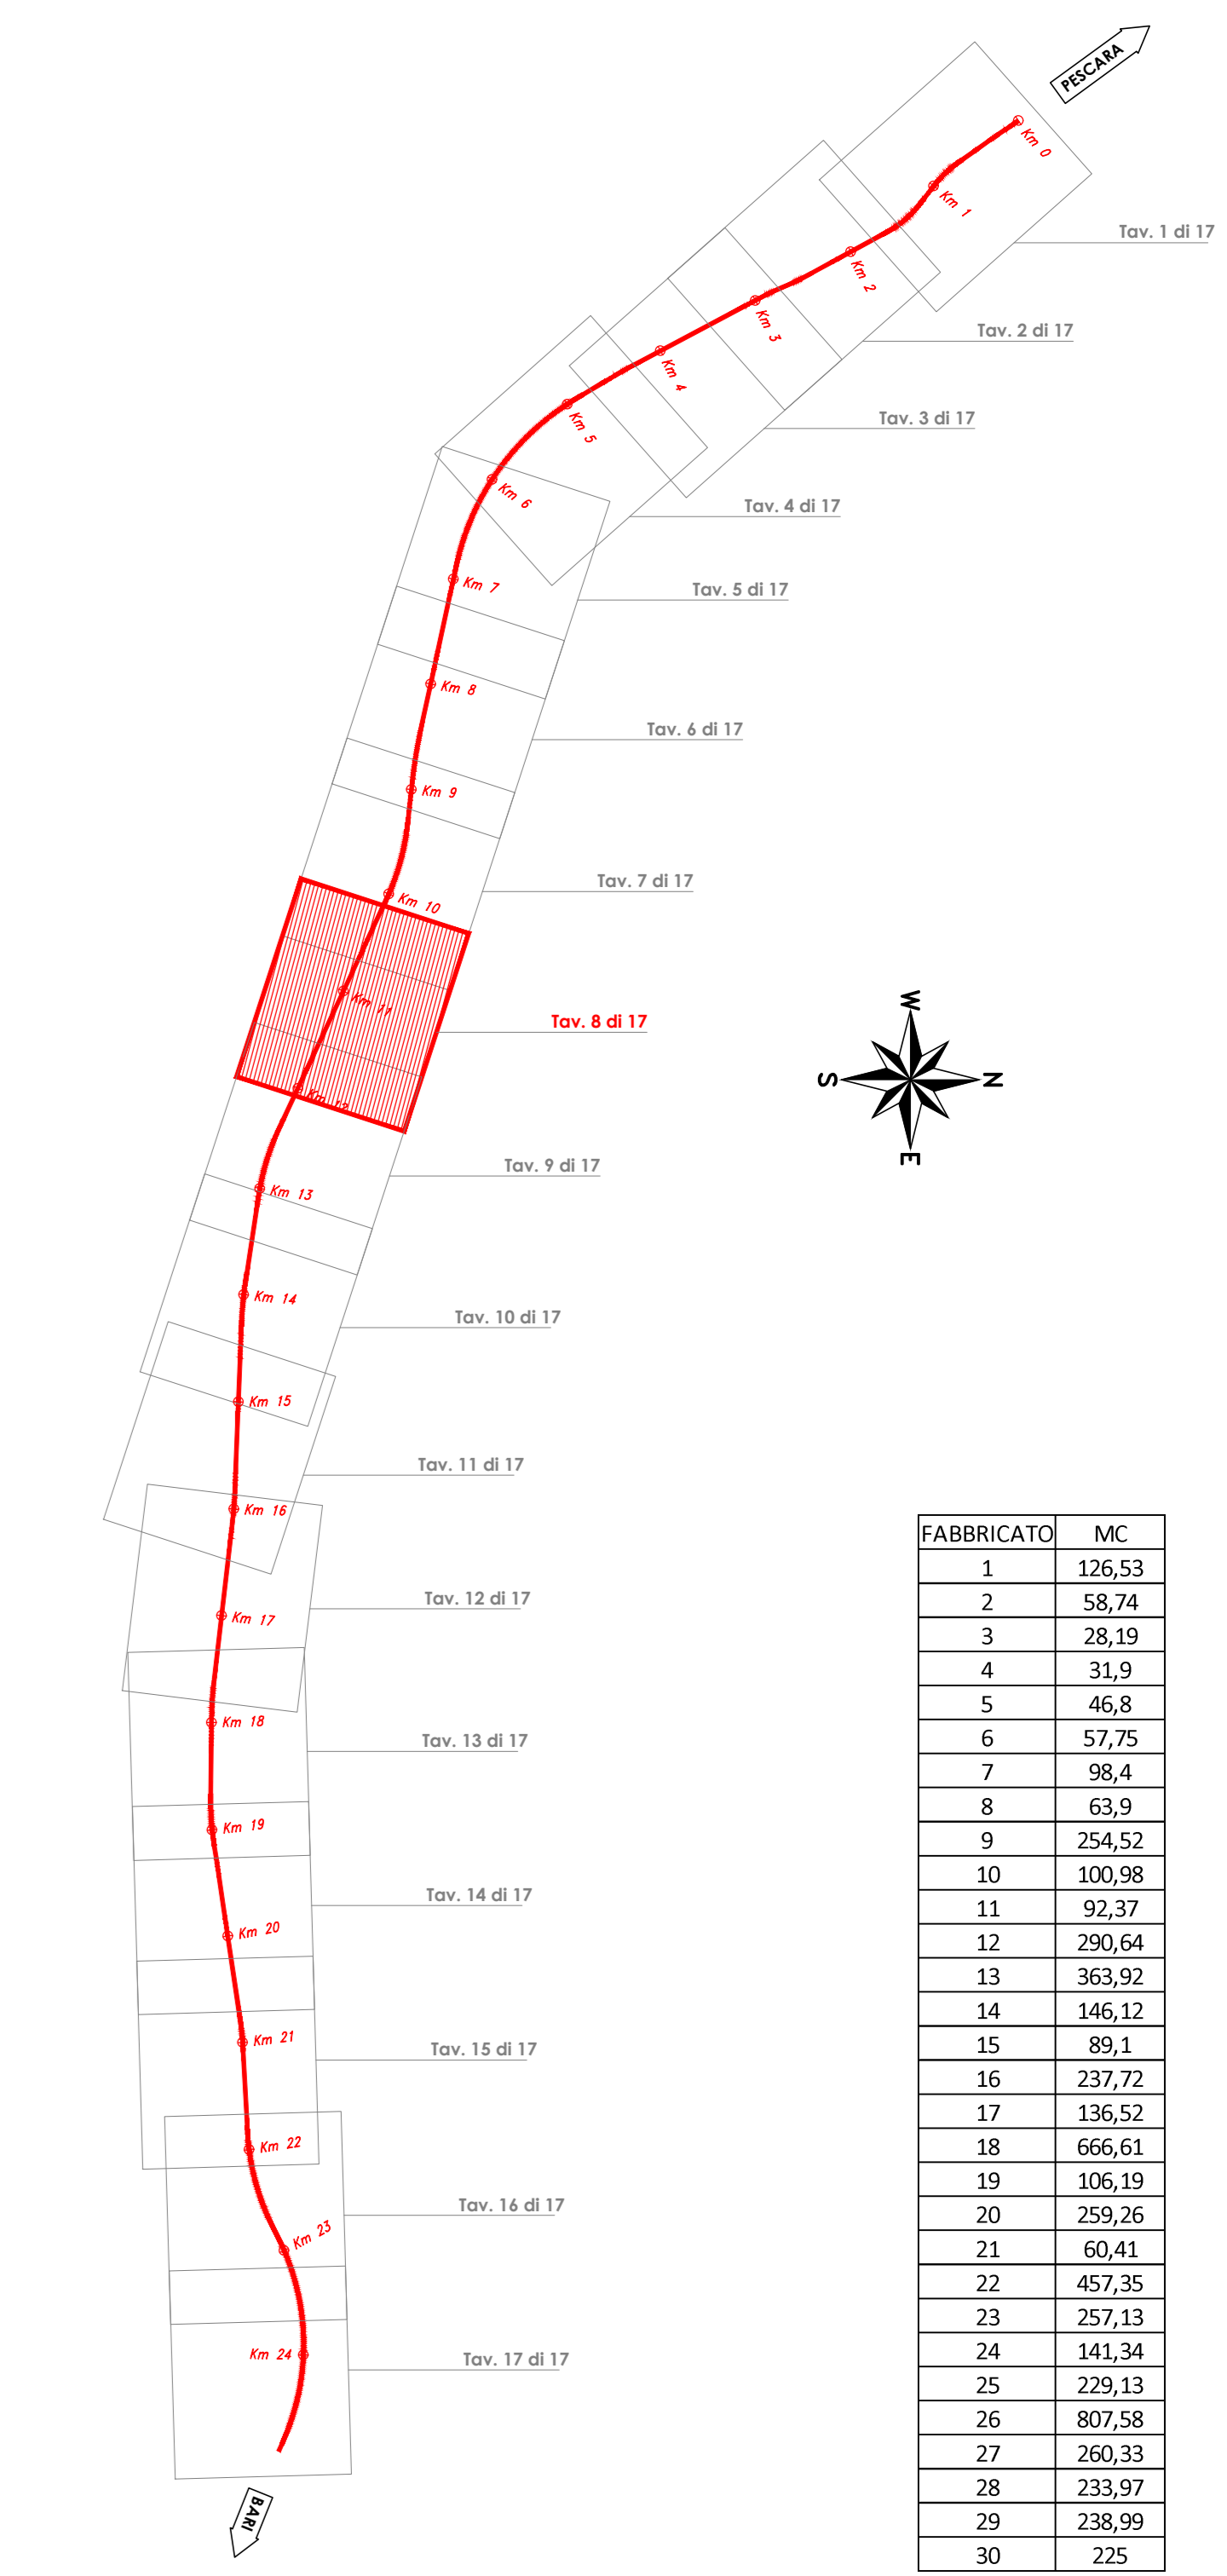 PESCARA
Km 0
Km 1
Tav. 1 di 17
Km 2
Km 3
Tav. 2 di 17
Km 4
Km 5
Tav. 3 di 17
Km 6
Tav. 4 di 17
Km 7
Tav. 5 di 17
Km 8
Tav. 6 di 17
Km 9
Tav. 7 di 17
Km 10
Km 11
W
Tav. 8 di 17
S
N
Km 12
E
Tav. 9 di 17
Km 13
Km 14
Tav. 10 di 17
Km 15
Tav. 11 di 17
Km 16
Tav. 12 di 17
Km 17
Km 18
Tav. 13 di 17
Km 19
Tav. 14 di 17
Km 20
Km 21
Tav. 15 di 17
Km 22
Tav. 16 di 17
Km 23
Km 24
Tav. 17 di 17
BARI
FABBRICATO MC
1 126,53
2 58,74
3 28,19
4 31,9
5 46,8
6 57,75
7 98,4
8 63,9
9 254,52
10 100,98
11 92,37
12 290,64
13 363,92
14 146,12
15 89,1
16 237,72
17 136,52
18 666,61
19 106,19
20 259,26
21 60,41
22 457,35
23 257,13
24 141,34
25 229,13
26 807,58
27 260,33
28 233,97
29 238,99
30 225